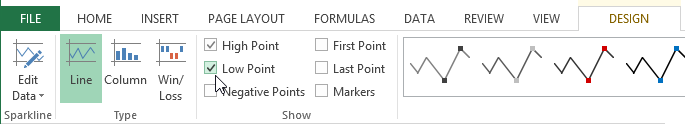 FILE HOME INSERT PAGE LAYOUT FORMULAS DATA REVIEW VIEW DESIGN
High Point First Point
Low Point Last Point
Negative Points Markers
Edit Data
Line
Column
Win/
Loss
Sparkline Type Show